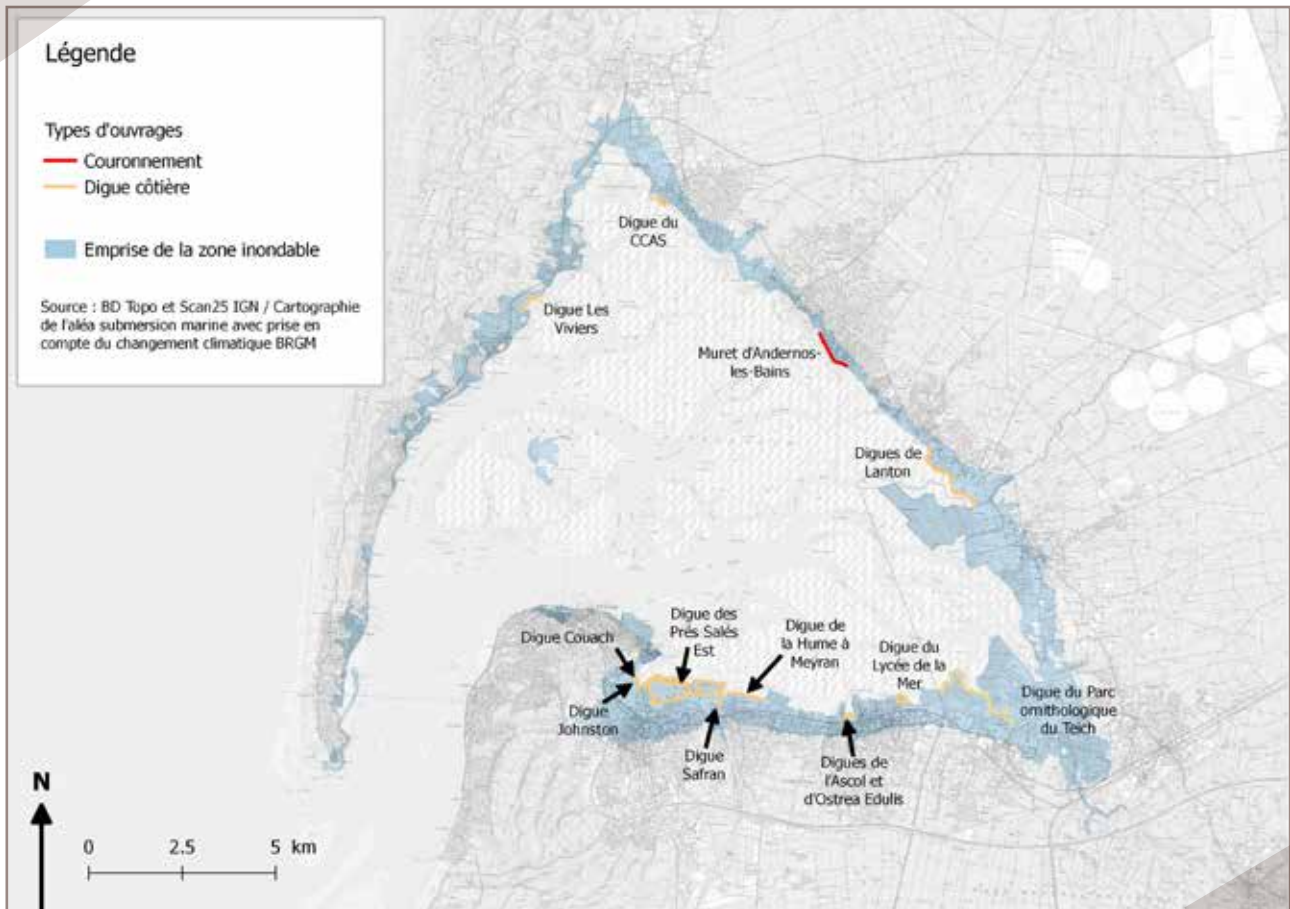 Légende
Types d'ouvrages
Couronnement
Digue côtière
Emprise de la zone inondable
Source : BD Topo et Scan25 IGN / Cartographie
de l'aléa submersion marine avec prise en
compte du changement climatique BRGM
Digue du
CCAS
Digue Les
Viviers
Muret d'Andernos-
les-Bains
Digues de
Lanton
Digue Couach
Digue des
Prés Salés
Est
Digue de
la Hume à
Meyran
Digue du
Lycée de la
Mer
Digue du Parc
ornithologique
du Teich
Digue
Johnston
Digue
Safran
Digues de
l'Ascol et
d'Ostrea Edulis
N
0 2.5 5 km